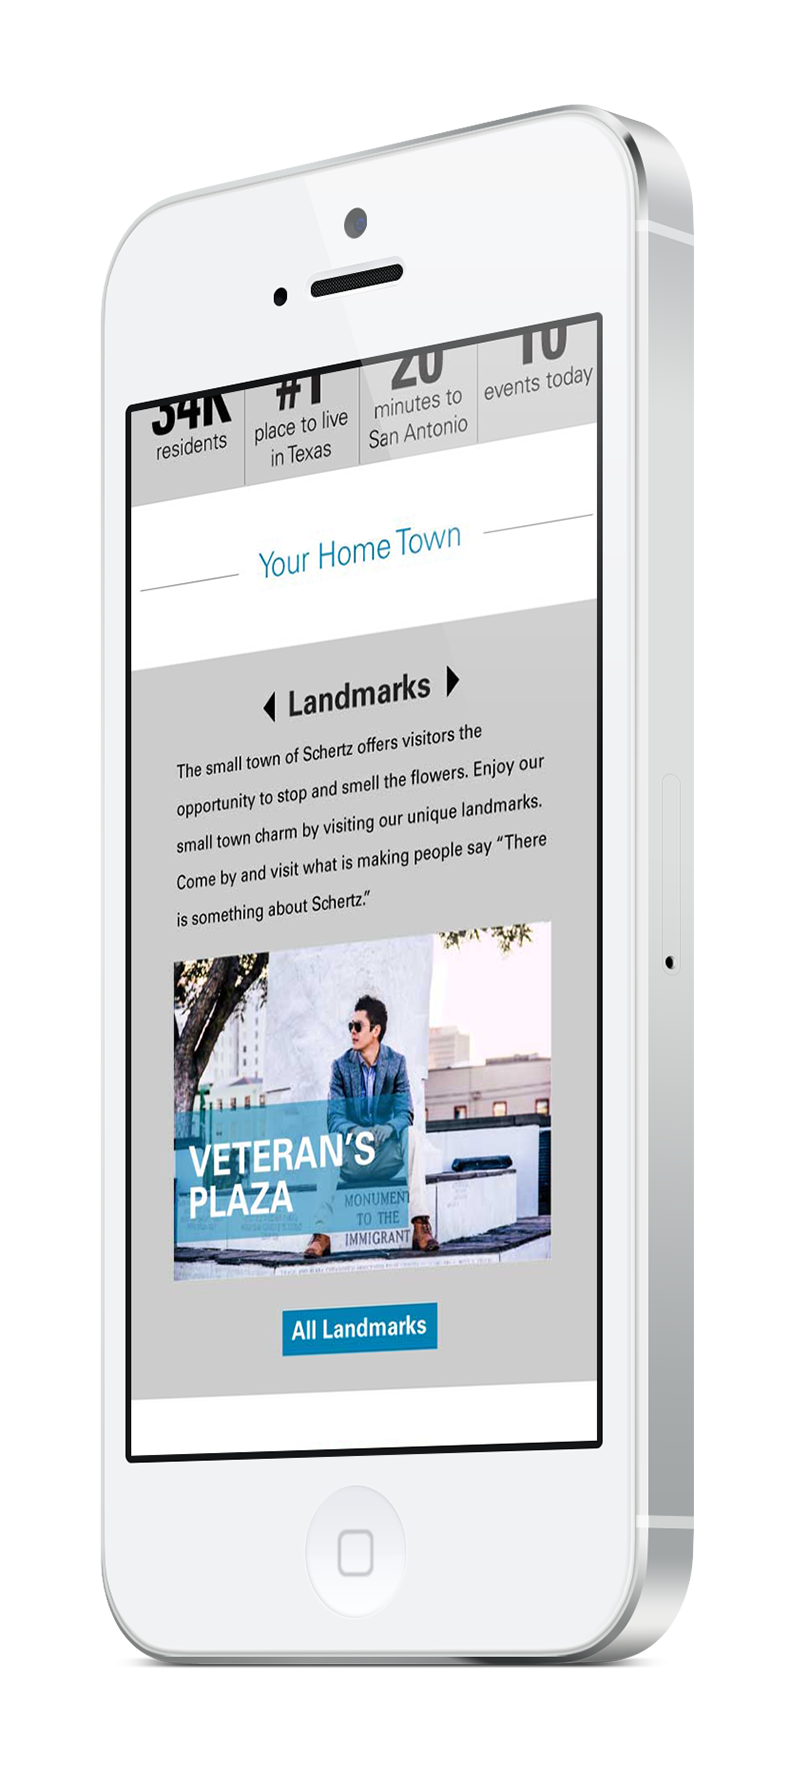 34K
residents
#1
place to live
in Texas
20
minutes to
San Antonio
10
events today
Your Home Town
Landmarks
The small town of Schertz offers visitors the
opportunity to stop and smell the flowers. Enjoy our
small town charm by visiting our unique landmarks.
Come by and visit what is making people say “There
is something about Schertz.”
VETERAN’S
PLAZA
MONUMENT
TO THE
IMMIGRANT
All Landmarks